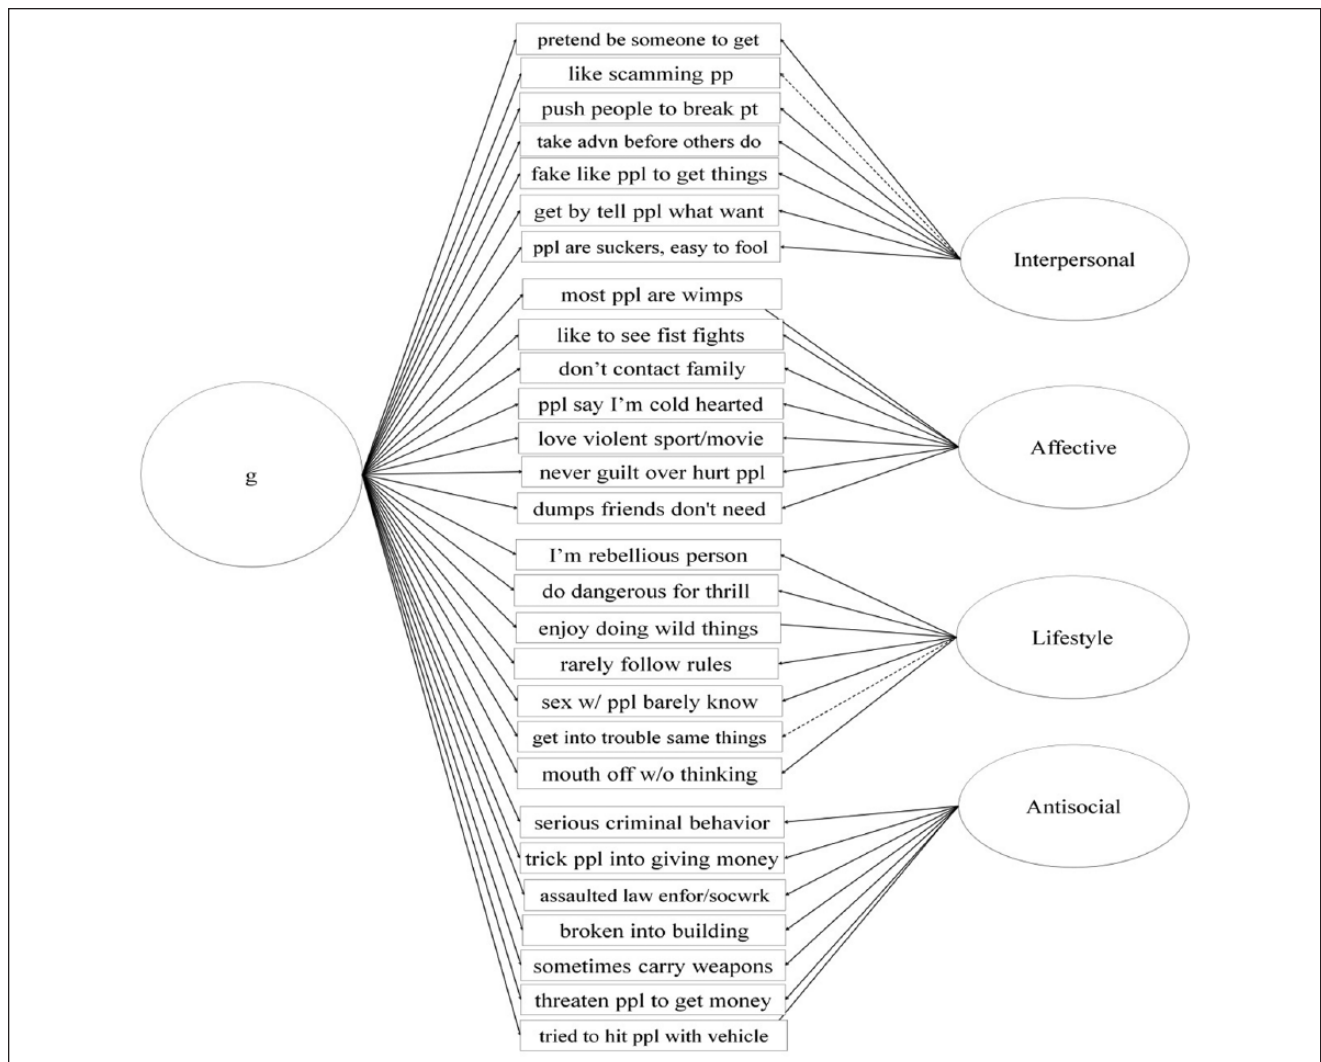 pretend be someone to get
like scamming pp
push people to break pt
take advn before others do
fake like ppl to get things
get by tell ppl what want
ppl are suckers, easy to fool
most ppl are wimps
like to see fist fights
don’t contact family
ppl say I’m cold hearted
love violent sport/movie
never guilt over hurt ppl
dumps friends don't need
I’m rebellious person
do dangerous for thrill
enjoy doing wild things
rarely follow rules
sex w/ ppl barely know
get into trouble same things
mouth off w/o thinking
serious criminal behavior
trick ppl into giving money
assaulted law enfor/socwrk
broken into building
sometimes carry weapons
threaten ppl to get money
tried to hit ppl with vehicle
g
Interpersonal
Affective
Lifestyle
Antisocial